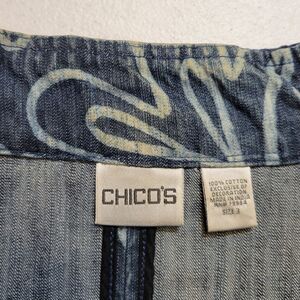 CHICO'S
100% COTTON
EXCLUSIVE OF
DECORATION
MADE IN INDIA
SIZE 3